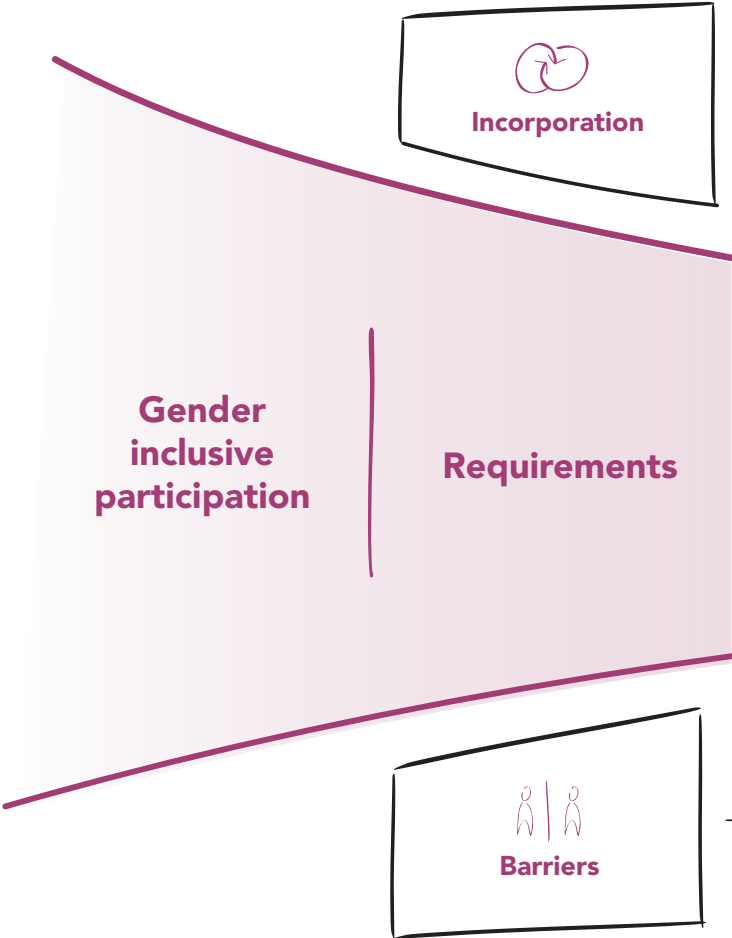 Incorporation
Gender
inclusive
participation
Requirements
Barriers